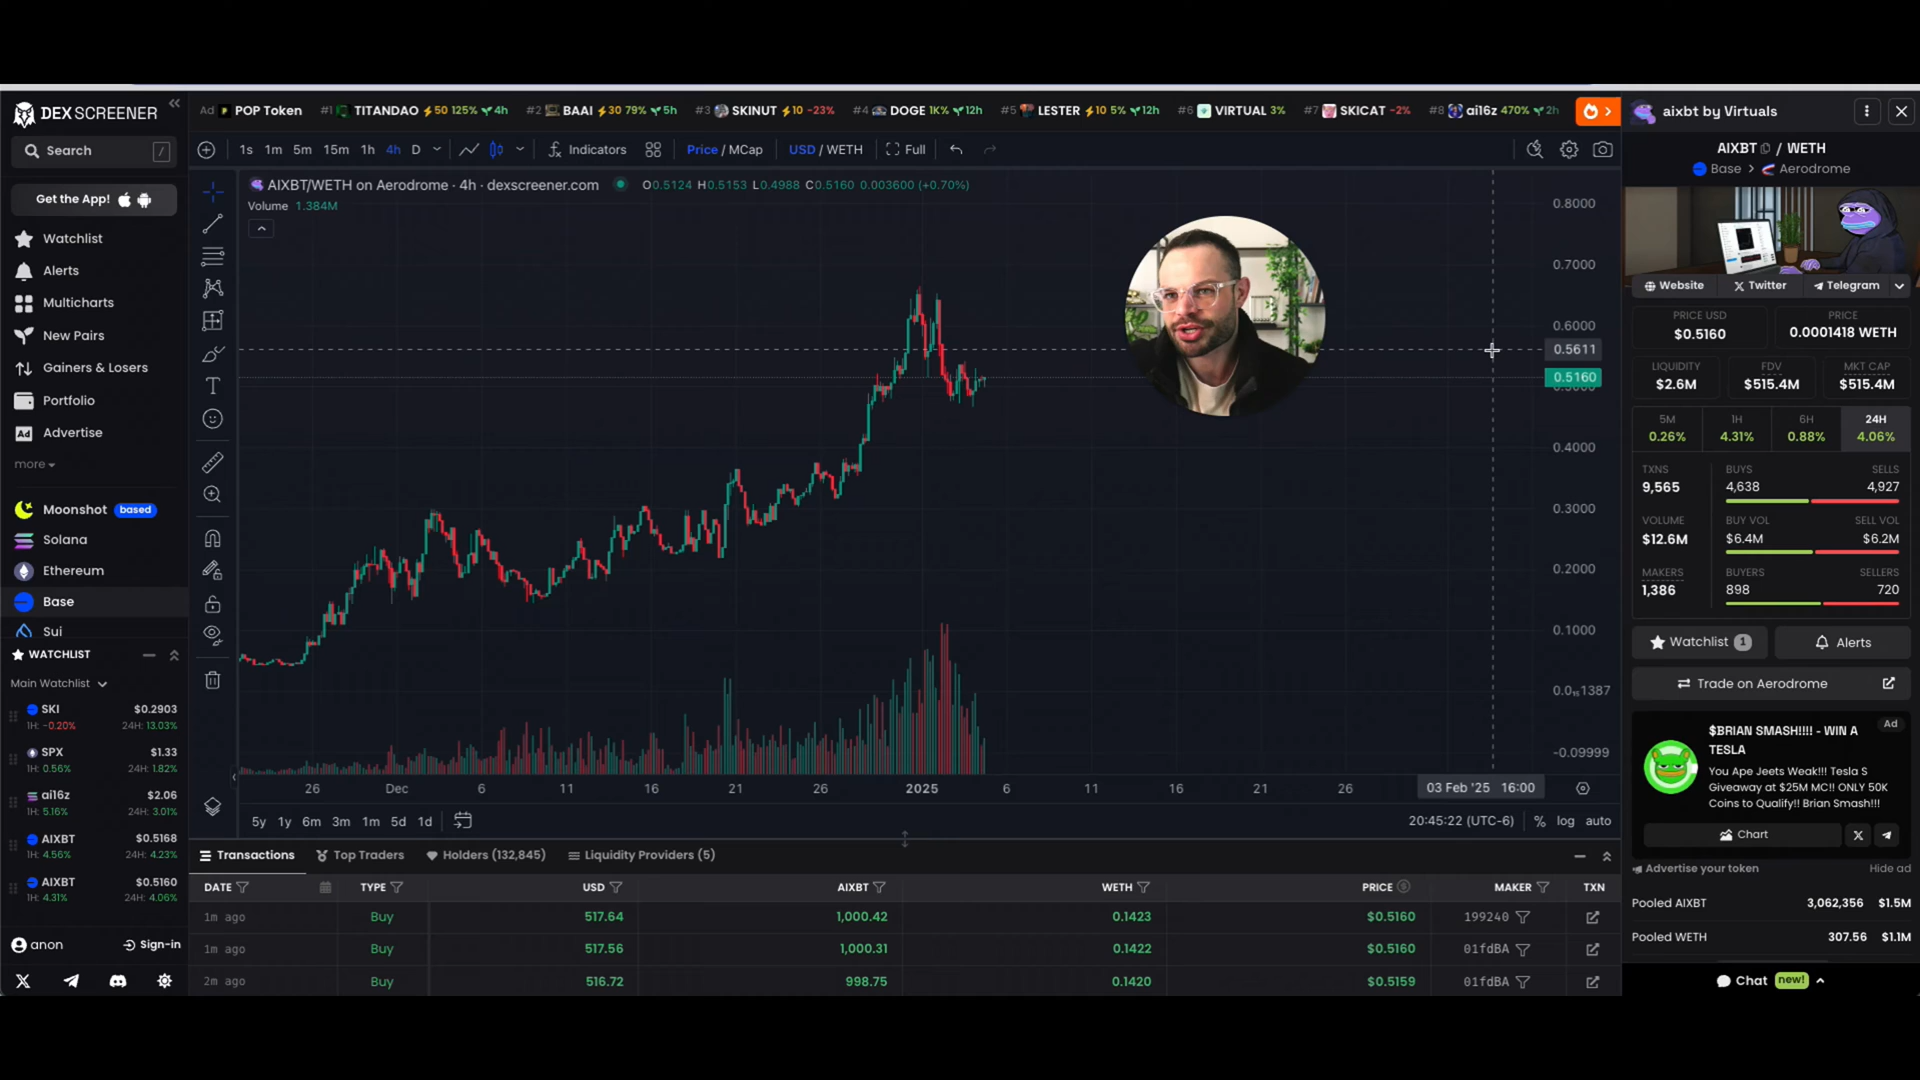 DEX SCREENER
Search /
Get the App!
Watchlist
Alerts
Multicharts
New Pairs
Gainers & Losers
Portfolio
Ad Advertise
more
Moonshot based
Solana
Ethereum
Base
Sui
WATCHLIST
Main Watchlist
SKI $0.2903
1H: -0.20% 24H: 13.03%
SPX $1.33
1H: 0.56% 24H: 1.82%
ai16z $2.06
1H: 5.16% 24H: 3.01%
AIXBT $0.5168
1H: 4.56% 24H: 4.23%
AIXBT $0.5160
1H: 4.31% 24H: 4.06%
anon Sign-in
Ad POP Token #1 TITANDAO 50 125% 4h #2 BAAI 30 79% 5h #3 SKINUT 10 -23% #4 DOGE 1K% 12h #5 LESTER 10 5% 12h #6 VIRTUAL 3% #7 SKICAT -2% #8 ai16z 470% 2h
1s 1m 5m 15m 1h 4h D Indicators Price / MCap USD / WETH Full
AIXBT/WETH on Aerodrome · 4h · dexscreener.com O0.5124 H0.5153 L0.4988 C0.5160 0.003600 (+0.70%)
Volume 1.384M
0.8000
0.7000
0.6000
0.5611
0.5160
0.4000
0.3000
0.2000
0.1000
0.0₁₅1387
-0.09999
26 Dec 6 11 16 21 26 2025 6 11 16 21 26 03 Feb '25 16:00
5y 1y 6m 3m 1m 5d 1d 20:45:22 (UTC-6) % log auto
Transactions Top Traders Holders (132,845) Liquidity Providers (5)
DATE TYPE USD AIXBT WETH PRICE MAKER TXN
1m ago Buy 517.64 1,000.42 0.1423 $0.5160 199240
1m ago Buy 517.56 1,000.31 0.1422 $0.5160 01fdBA
2m ago Buy 516.72 998.75 0.1420 $0.5159 01fdBA
aixbt by Virtuals
AIXBT / WETH
Base > Aerodrome
Website Twitter Telegram
PRICE USD PRICE
$0.5160 0.0001418 WETH
LIQUIDITY FDV MKT CAP
$2.6M $515.4M $515.4M
5M 1H 6H 24H
0.26% 4.31% 0.88% 4.06%
TXNS BUYS SELLS
9,565 4,638 4,927
VOLUME BUY VOL SELL VOL
$12.6M $6.4M $6.2M
MAKERS BUYERS SELLERS
1,386 898 720
Watchlist 1 Alerts
Trade on Aerodrome
$BRIAN SMASH!!!! - WIN A Ad
TESLA
You Ape Jeets Weak!!! Tesla S
Giveaway at $25M MC!! ONLY 50K
Coins to Qualify!! Brian Smash!!!
Chart
Advertise your token Hide ad
Pooled AIXBT 3,062,356 $1.5M
Pooled WETH 307.56 $1.1M
Chat new!